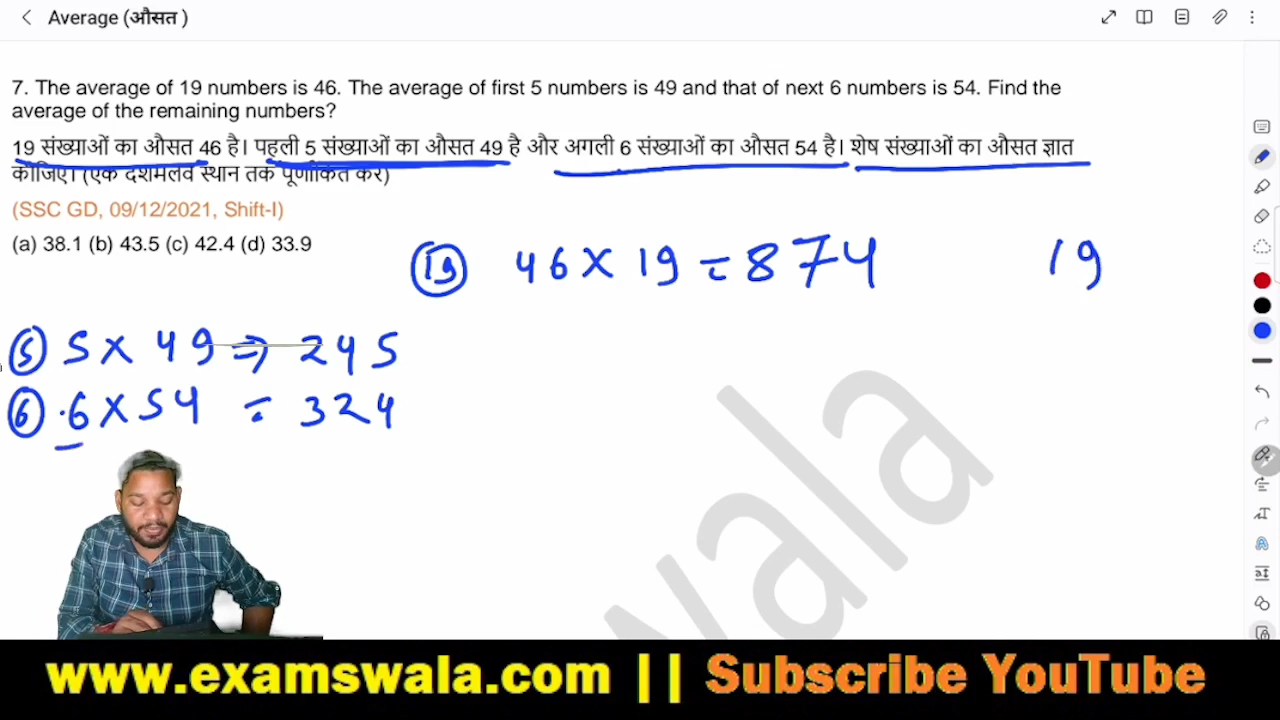 Average (औसत )
7. The average of 19 numbers is 46. The average of first 5 numbers is 49 and that of next 6 numbers is 54. Find the
average of the remaining numbers?
19 संख्याओं का औसत 46 है। पहली 5 संख्याओं का औसत 49 है और अगली 6 संख्याओं का औसत 54 है। शेष संख्याओं का औसत ज्ञात
कीजिए। (एक दशमलव स्थान तक पूर्णांकित करें)
(SSC GD, 09/12/2021, Shift-I)
(a) 38.1 (b) 43.5 (c) 42.4 (d) 33.9
19 46 × 19 = 874 19
5 5 × 49 ⇒ 245
6 .6 × 54 = 324
wala
www.examswala.com || Subscribe YouTube